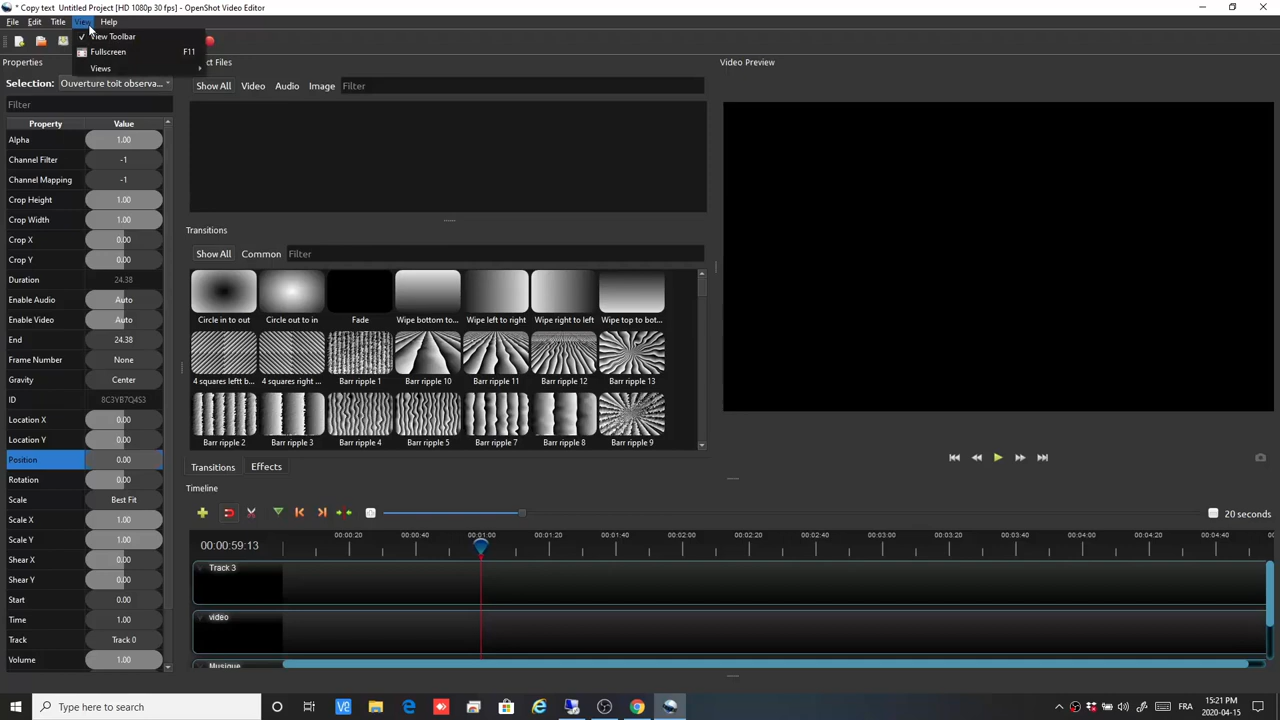 * Copy text  Untitled Project [HD 1080p 30 fps] - OpenShot Video Editor
File Edit Title View Help
View Toolbar
Fullscreen F11
Views
Properties
Selection: Ouverture toit observa...
Filter
Property Value
Alpha 1.00
Channel Filter -1
Channel Mapping -1
Crop Height 1.00
Crop Width 1.00
Crop X 0.00
Crop Y 0.00
Duration 24.38
Enable Audio Auto
Enable Video Auto
End 24.38
Frame Number None
Gravity Center
ID 8C3YB7Q4S3
Location X 0.00
Location Y 0.00
Position 0.00
Rotation 0.00
Scale Best Fit
Scale X 1.00
Scale Y 1.00
Shear X 0.00
Shear Y 0.00
Start 0.00
Time 1.00
Track Track 0
Volume 1.00
ct Files
Show All Video Audio Image Filter
Transitions
Show All Common Filter
Circle in to out Circle out to in Fade Wipe bottom to... Wipe left to right Wipe right to left Wipe top to bot...
4 squares leftt b... 4 squares right ... Barr ripple 1 Barr ripple 10 Barr ripple 11 Barr ripple 12 Barr ripple 13
Barr ripple 2 Barr ripple 3 Barr ripple 4 Barr ripple 5 Barr ripple 7 Barr ripple 8 Barr ripple 9
Transitions Effects
Video Preview
Timeline
20 seconds
00:00:59:13
00:00:20 00:00:40 00:01:00 00:01:20 00:01:40 00:02:00 00:02:20 00:02:40 00:03:00 00:03:20 00:03:40 00:04:00 00:04:20 00:04:40 0
Track 3
video
Musique
Type here to search
FRA
15:21
2020-04-15